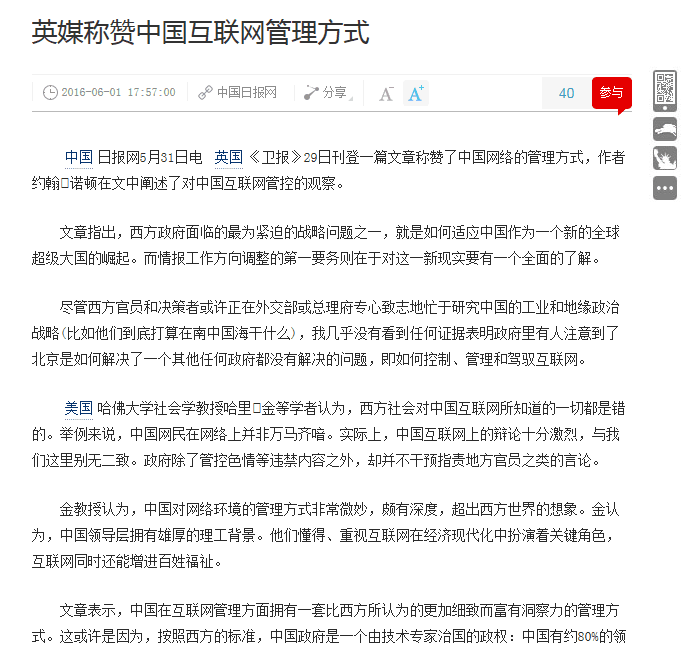 英媒称赞中国互联网管理方式
2016-06-01 17:57:00 中国日报网 分享 A- A+ 40 参与
中国 日报网5月31日电 英国 《卫报》29日刊登一篇文章称赞了中国网络的管理方式，作者
约翰诺顿在文中阐述了对中国互联网管控的观察。
文章指出，西方政府面临的最为紧迫的战略问题之一，就是如何适应中国作为一个新的全球
超级大国的崛起。而情报工作方向调整的第一要务则在于对这一新现实要有一个全面的了解。
尽管西方官员和决策者或许正在外交部或总理府专心致志地忙于研究中国的工业和地缘政治
战略(比如他们到底打算在南中国海干什么)，我几乎没有看到任何证据表明政府里有人注意到了
北京是如何解决了一个其他任何政府都没有解决的问题，即如何控制、管理和驾驭互联网。
美国 哈佛大学社会学教授哈里金等学者认为，西方社会对中国互联网所知道的一切都是错
的。举例来说，中国网民在网络上并非万马齐喑。实际上，中国互联网上的辩论十分激烈，与我
们这里别无二致。政府除了管控色情等违禁内容之外，却并不干预指责地方官员之类的言论。
金教授认为，中国对网络环境的管理方式非常微妙，颇有深度，超出西方世界的想象。金认
为，中国领导层拥有雄厚的理工背景。他们懂得、重视互联网在经济现代化中扮演着关键角色，
互联网同时还能增进百姓福祉。
文章表示，中国在互联网管理方面拥有一套比西方所认为的更加细致而富有洞察力的管理方
式。这或许是因为，按照西方的标准，中国政府是一个由技术专家治国的政权：中国有约80%的领